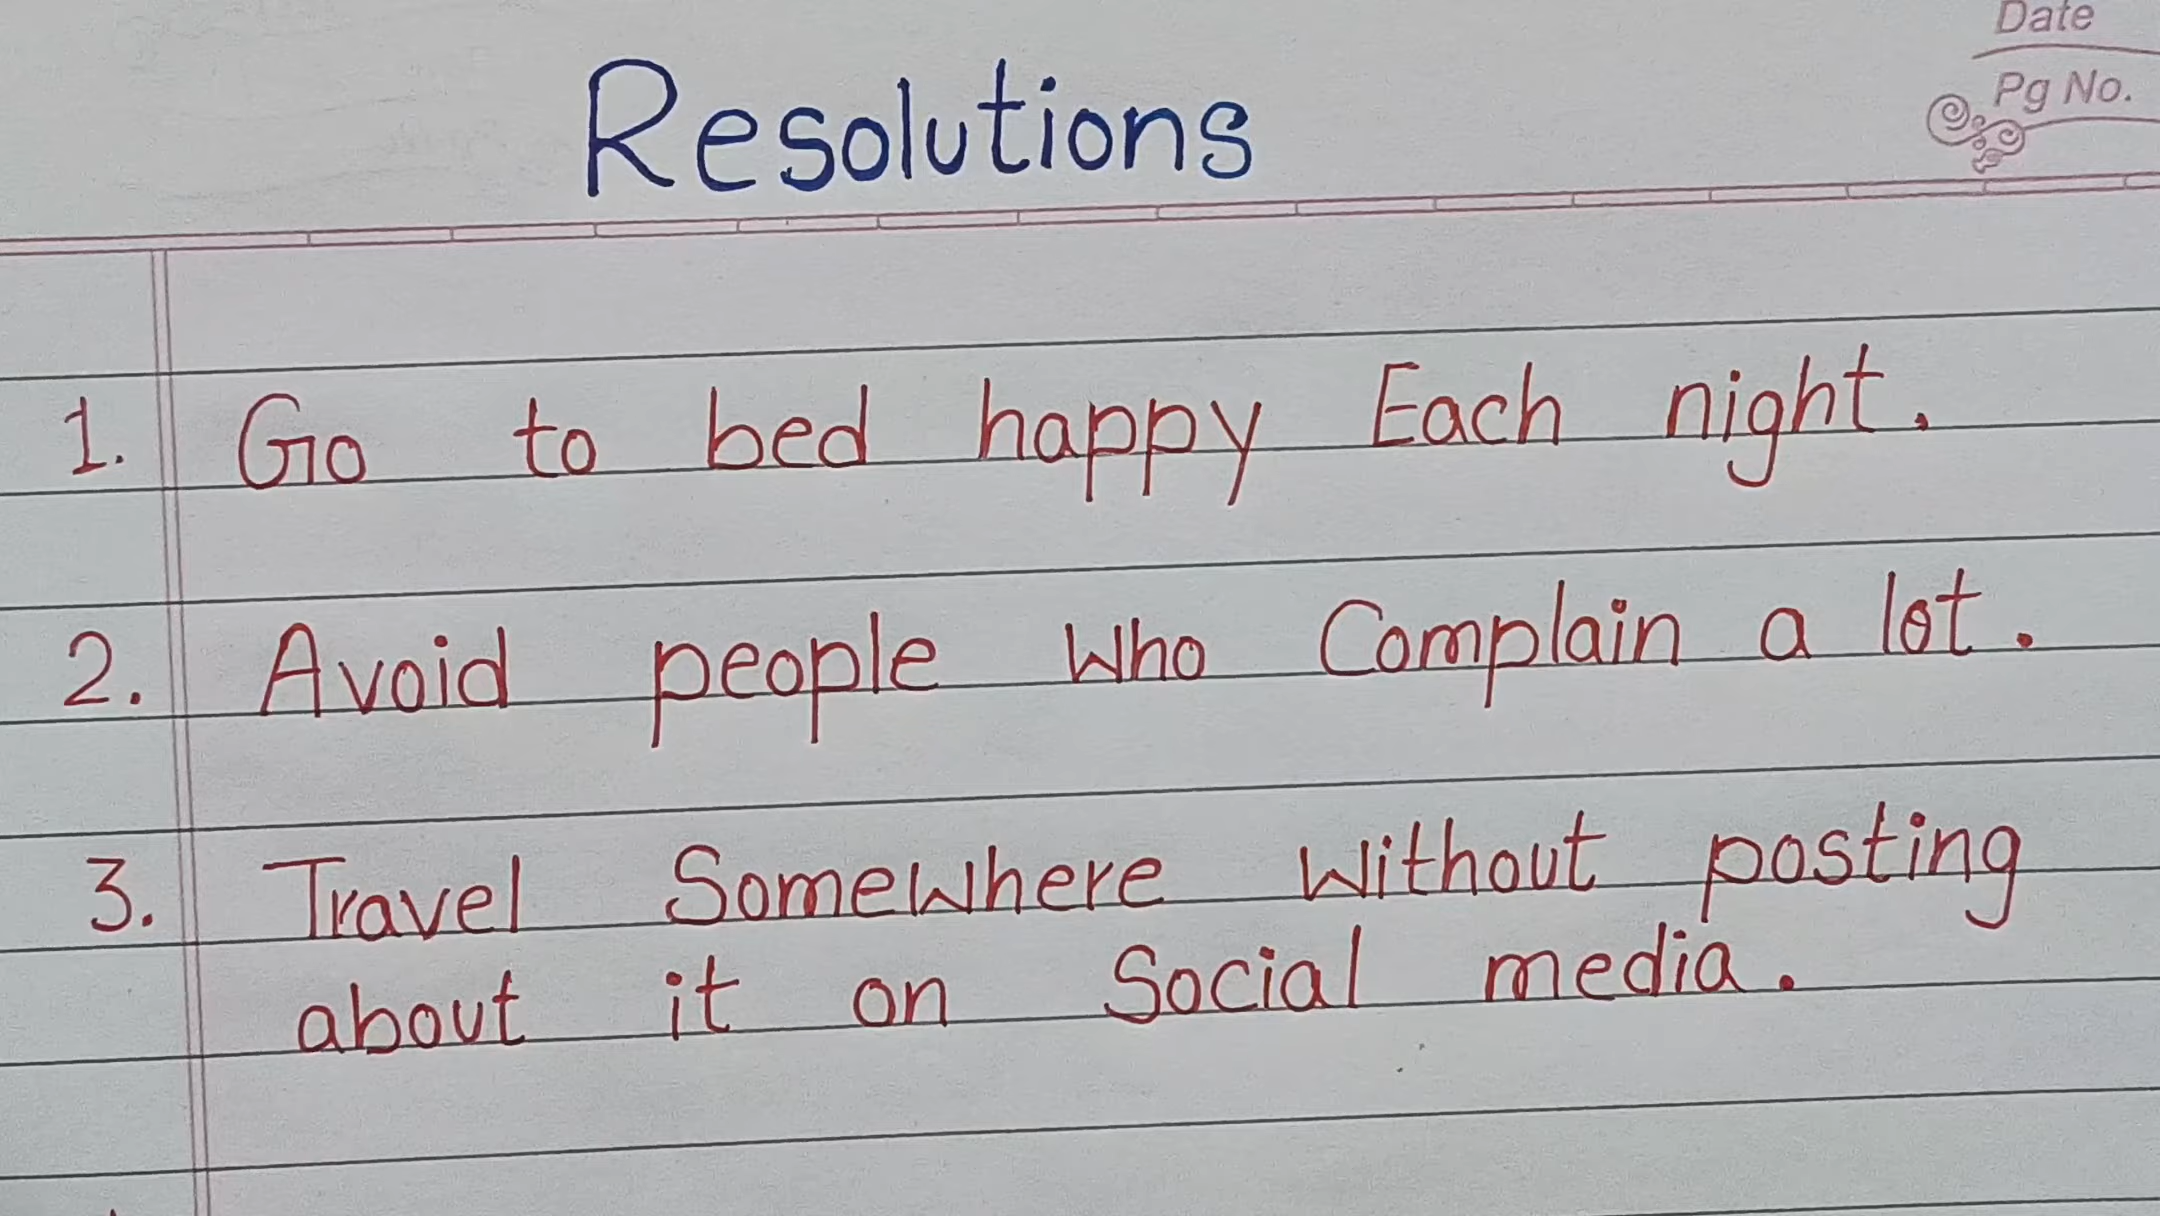 Date
Pg No.
Resolutions
1. Go to bed happy Each night.
2. Avoid people Who Complain a lot.
3. Travel Somewhere Without posting
about it on Social media.